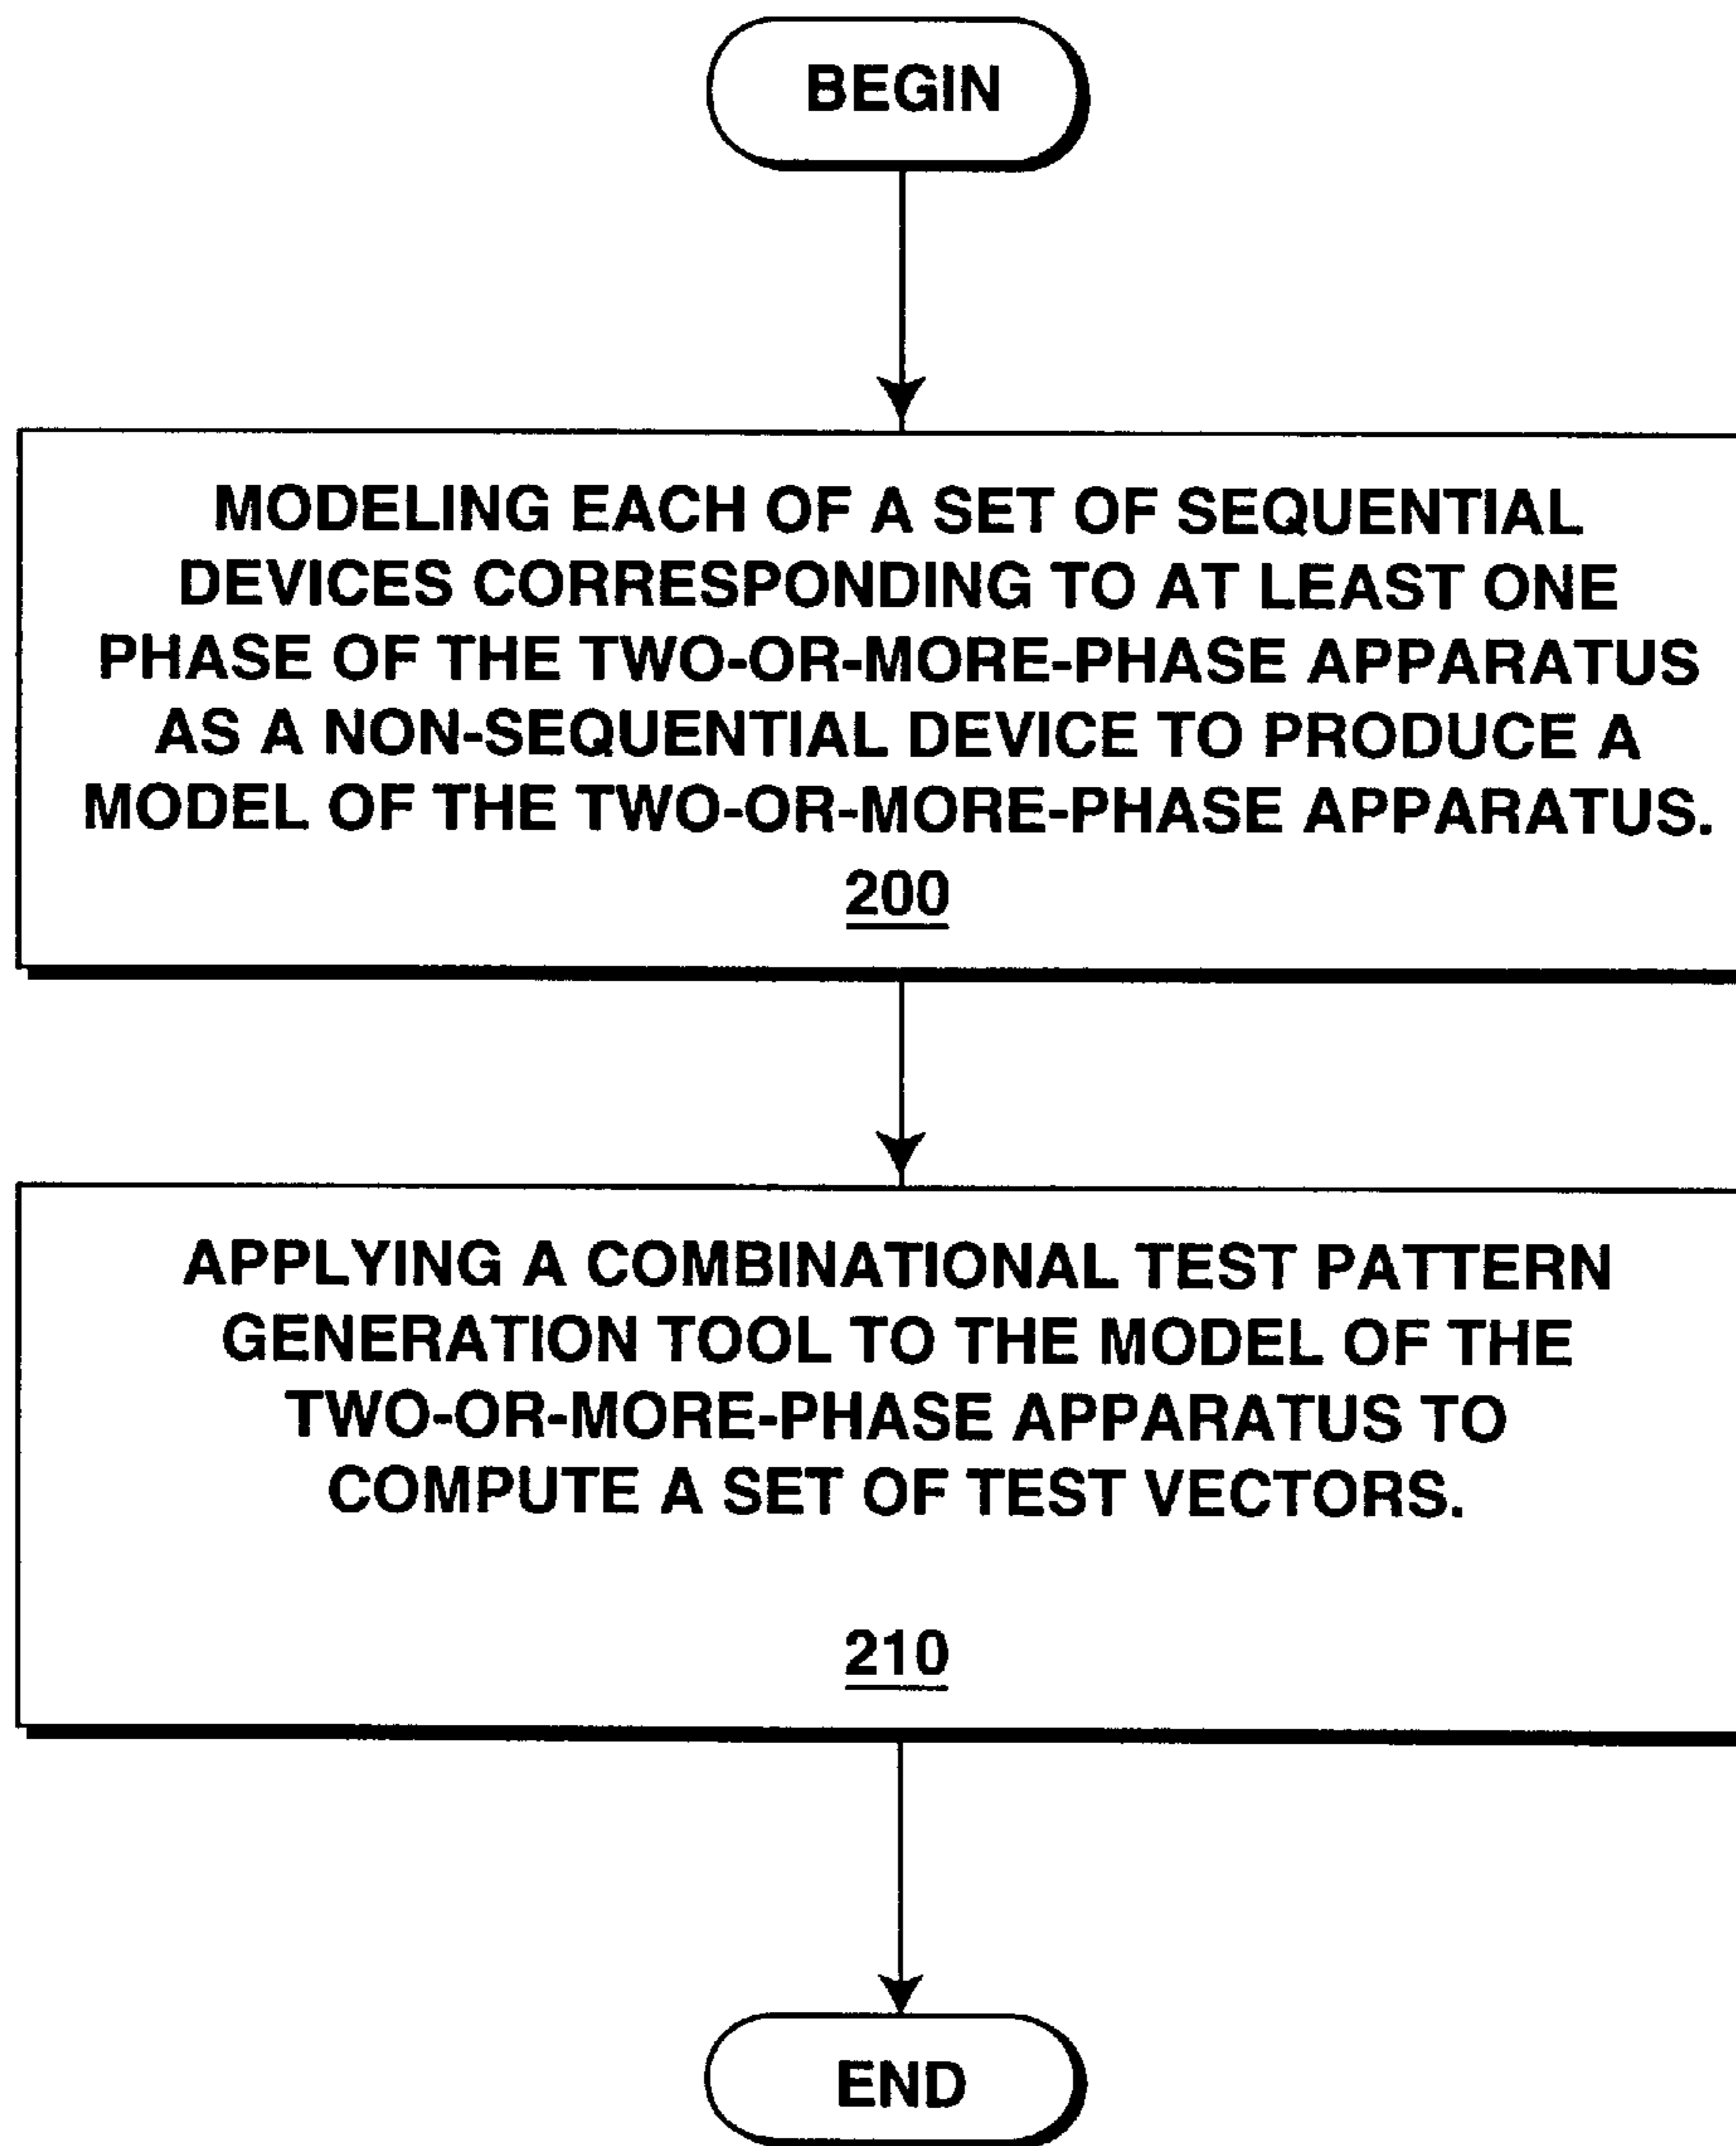 BEGIN
MODELING EACH OF A SET OF SEQUENTIAL
DEVICES CORRESPONDING TO AT LEAST ONE
PHASE OF THE TWO-OR-MORE-PHASE APPARATUS
AS A NON-SEQUENTIAL DEVICE TO PRODUCE A
MODEL OF THE TWO-OR-MORE-PHASE APPARATUS.
200
APPLYING A COMBINATIONAL TEST PATTERN
GENERATION TOOL TO THE MODEL OF THE
TWO-OR-MORE-PHASE APPARATUS TO
COMPUTE A SET OF TEST VECTORS.
210
END